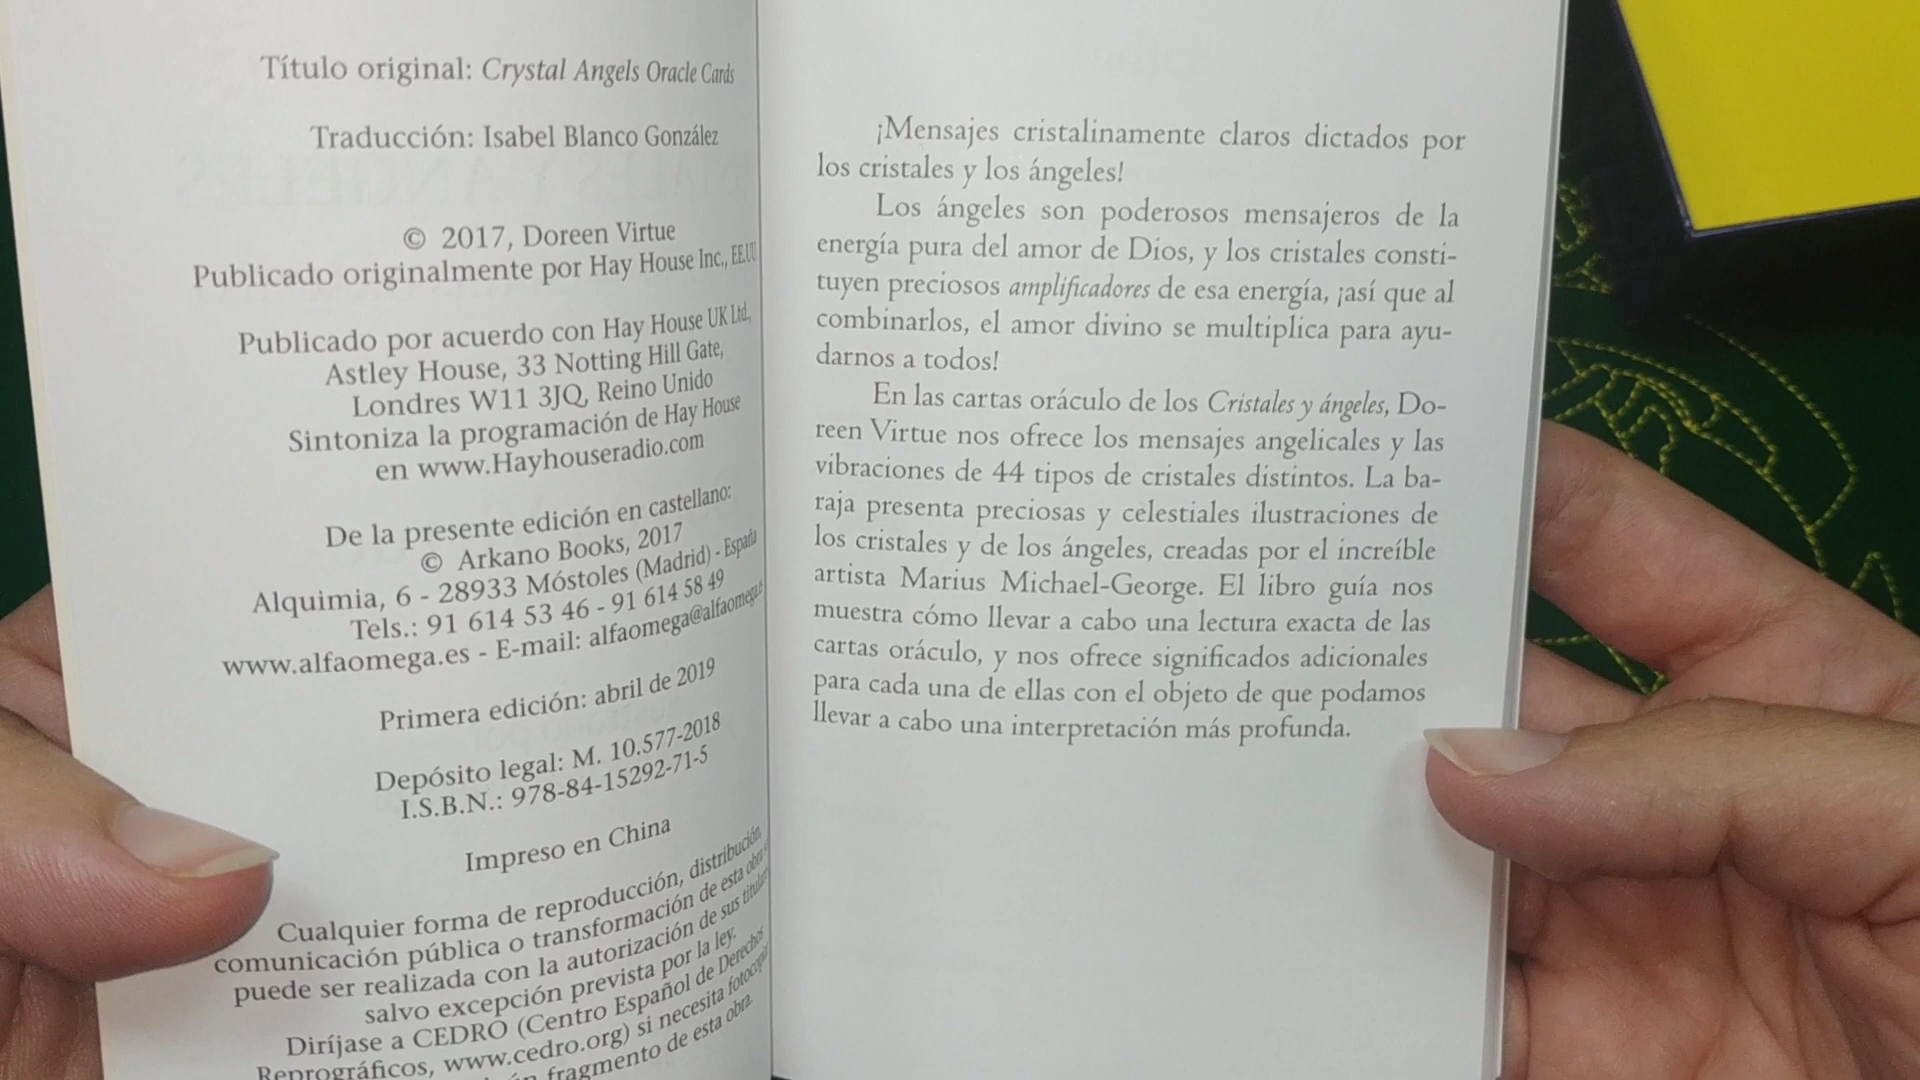 Título original: Crystal Angels Oracle Cards
Traducción: Isabel Blanco González
© 2017, Doreen Virtue
Publicado originalmente por Hay House Inc., EE.UU
Publicado por acuerdo con Hay House UK Ltd.,
Astley House, 33 Notting Hill Gate,
Londres W11 3JQ, Reino Unido
Sintoniza la programación de Hay House
en www.Hayhouseradio.com
De la presente edición en castellano:
© Arkano Books, 2017
Alquimia, 6 - 28933 Móstoles (Madrid) - España
Tels.: 91 614 53 46 - 91 614 58 49
www.alfaomega.es - E-mail: alfaomega@alfaomega.e
Primera edición: abril de 2019
Depósito legal: M. 10.577-2018
I.S.B.N.: 978-84-15292-71-5
Impreso en China
Cualquier forma de reproducción, distribución,
comunicación pública o transformación de esta obra
puede ser realizada con la autorización de sus
salvo excepción prevista por la ley.
Diríjase a CEDRO (Centro Español de Derechos
Reprográficos, www.cedro.org) si necesita
fragmento de esta obra.
¡Mensajes cristalinamente claros dictados por
los cristales y los ángeles!
Los ángeles son poderosos mensajeros de la
energía pura del amor de Dios, y los cristales consti-
tuyen preciosos amplificadores de esa energía, ¡así que al
combinarlos, el amor divino se multiplica para ayu-
darnos a todos!
En las cartas oráculo de los Cristales y ángeles, Do-
reen Virtue nos ofrece los mensajes angelicales y las
vibraciones de 44 tipos de cristales distintos. La ba-
raja presenta preciosas y celestiales ilustraciones de
los cristales y de los ángeles, creadas por el increíble
artista Marius Michael-George. El libro guía nos
muestra cómo llevar a cabo una lectura exacta de las
cartas oráculo, y nos ofrece significados adicionales
para cada una de ellas con el objeto de que podamos
llevar a cabo una interpretación más profunda.